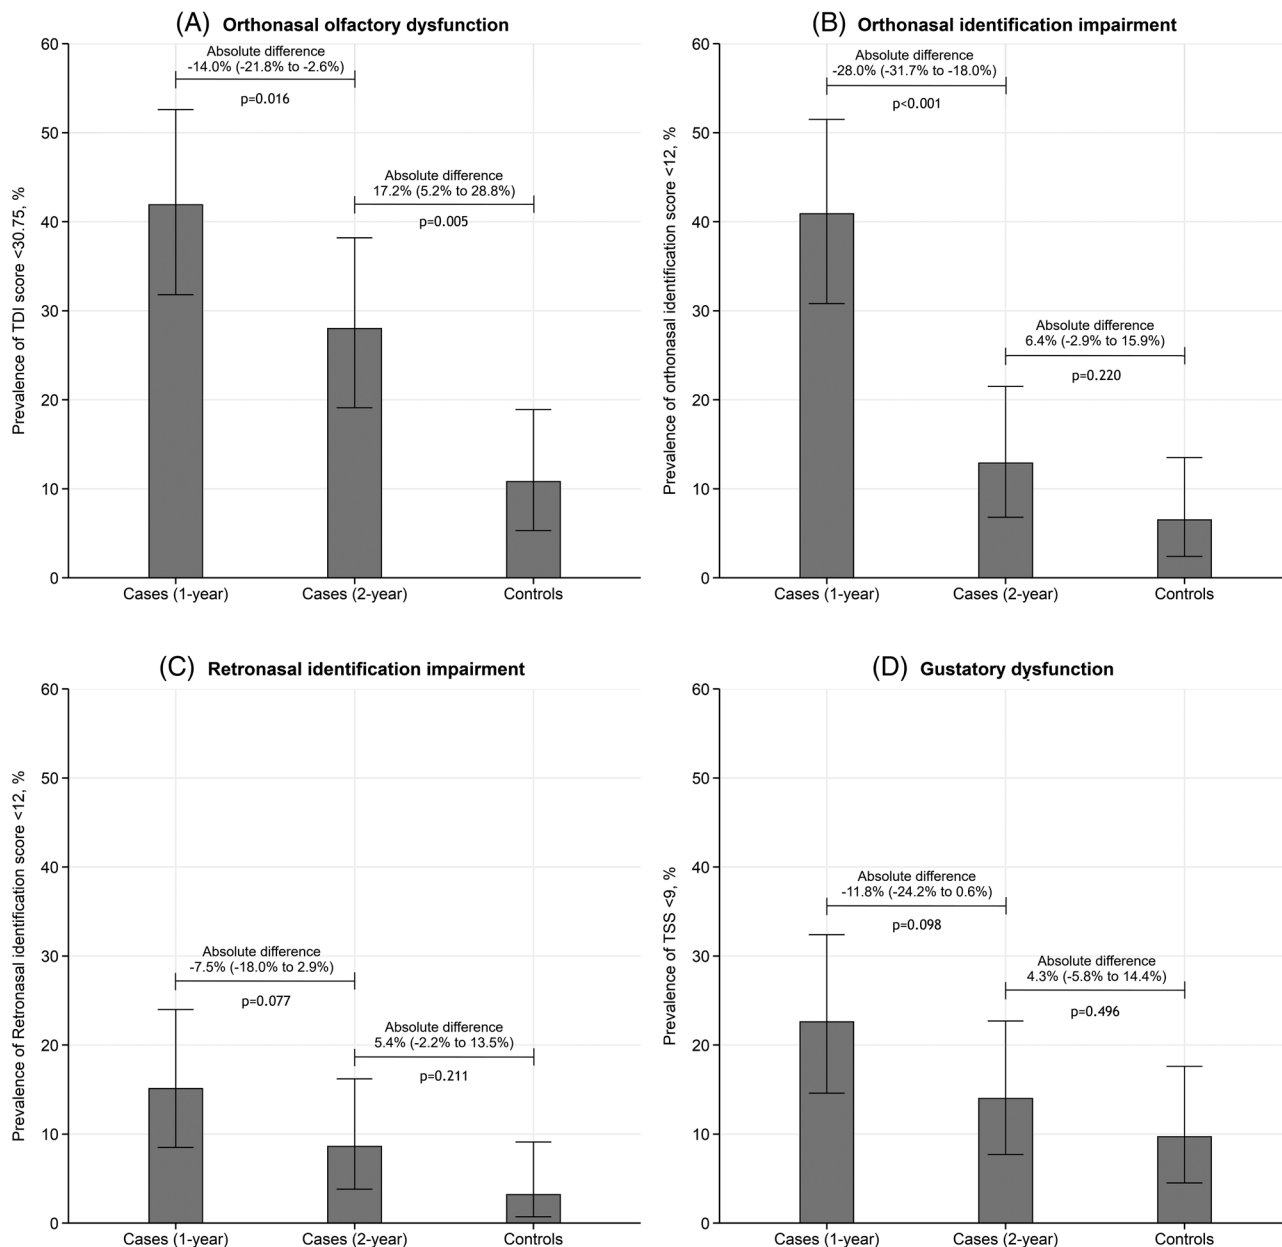 (A) Orthonasal olfactory dysfunction
Prevalence of TDI score <30.75, %
60
50
40
30
20
10
0
Absolute difference
-14.0% (-21.8% to -2.6%)
p=0.016
Absolute difference
17.2% (5.2% to 28.8%)
p=0.005
Cases (1-year)
Cases (2-year)
Controls
(B) Orthonasal identification impairment
Prevalence of orthonasal identification score <12, %
60
50
40
30
20
10
0
Absolute difference
-28.0% (-31.7% to -18.0%)
p<0.001
Absolute difference
6.4% (-2.9% to 15.9%)
p=0.220
Cases (1-year)
Cases (2-year)
Controls
(C) Retronasal identification impairment
Prevalence of Retronasal identification score <12, %
60
50
40
30
20
10
0
Absolute difference
-7.5% (-18.0% to 2.9%)
p=0.077
Absolute difference
5.4% (-2.2% to 13.5%)
p=0.211
Cases (1-year)
Cases (2-year)
Controls
(D) Gustatory dysfunction
Prevalence of TSS <9, %
60
50
40
30
20
10
0
Absolute difference
-11.8% (-24.2% to 0.6%)
p=0.098
Absolute difference
4.3% (-5.8% to 14.4%)
p=0.496
Cases (1-year)
Cases (2-year)
Controls